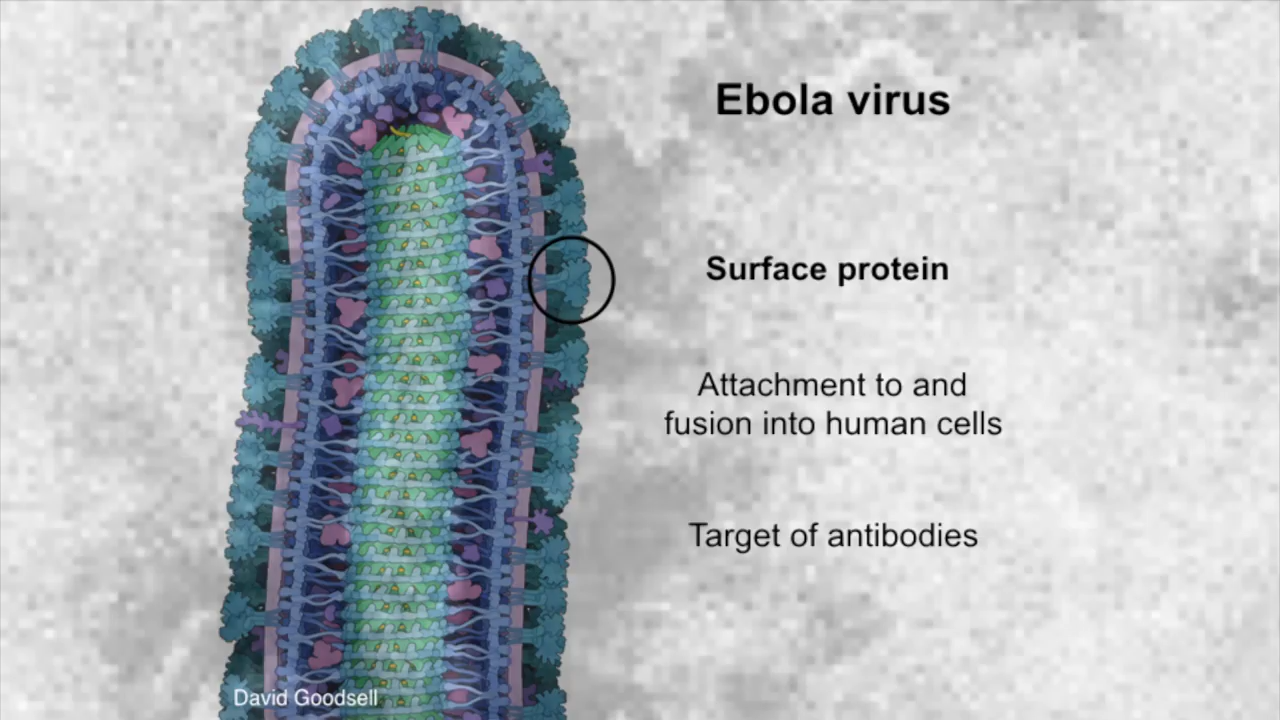 Ebola virus
Surface protein
Attachment to and
fusion into human cells
Target of antibodies
David Goodsell